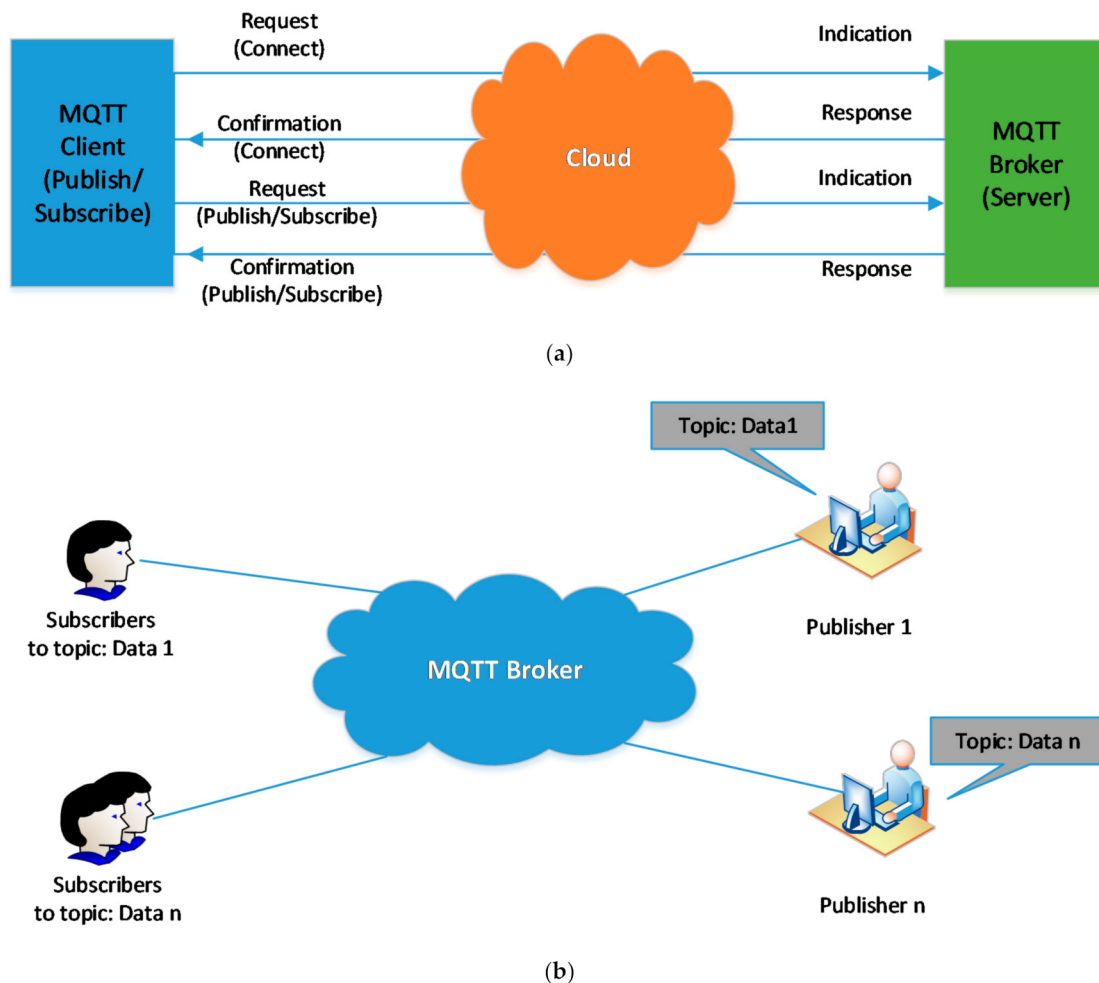 Request
(Connect)
Indication
MQTT
Client
(Publish/
Subscribe)
Confirmation
(Connect)
Response
Cloud
MQTT
Broker
(Server)
Request
(Publish/Subscribe)
Indication
Confirmation
(Publish/Subscribe)
Response
(a)
Topic: Data1
Subscribers
to topic: Data 1
Publisher 1
MQTT Broker
Topic: Data n
Subscribers
to topic: Data n
Publisher n
(b)